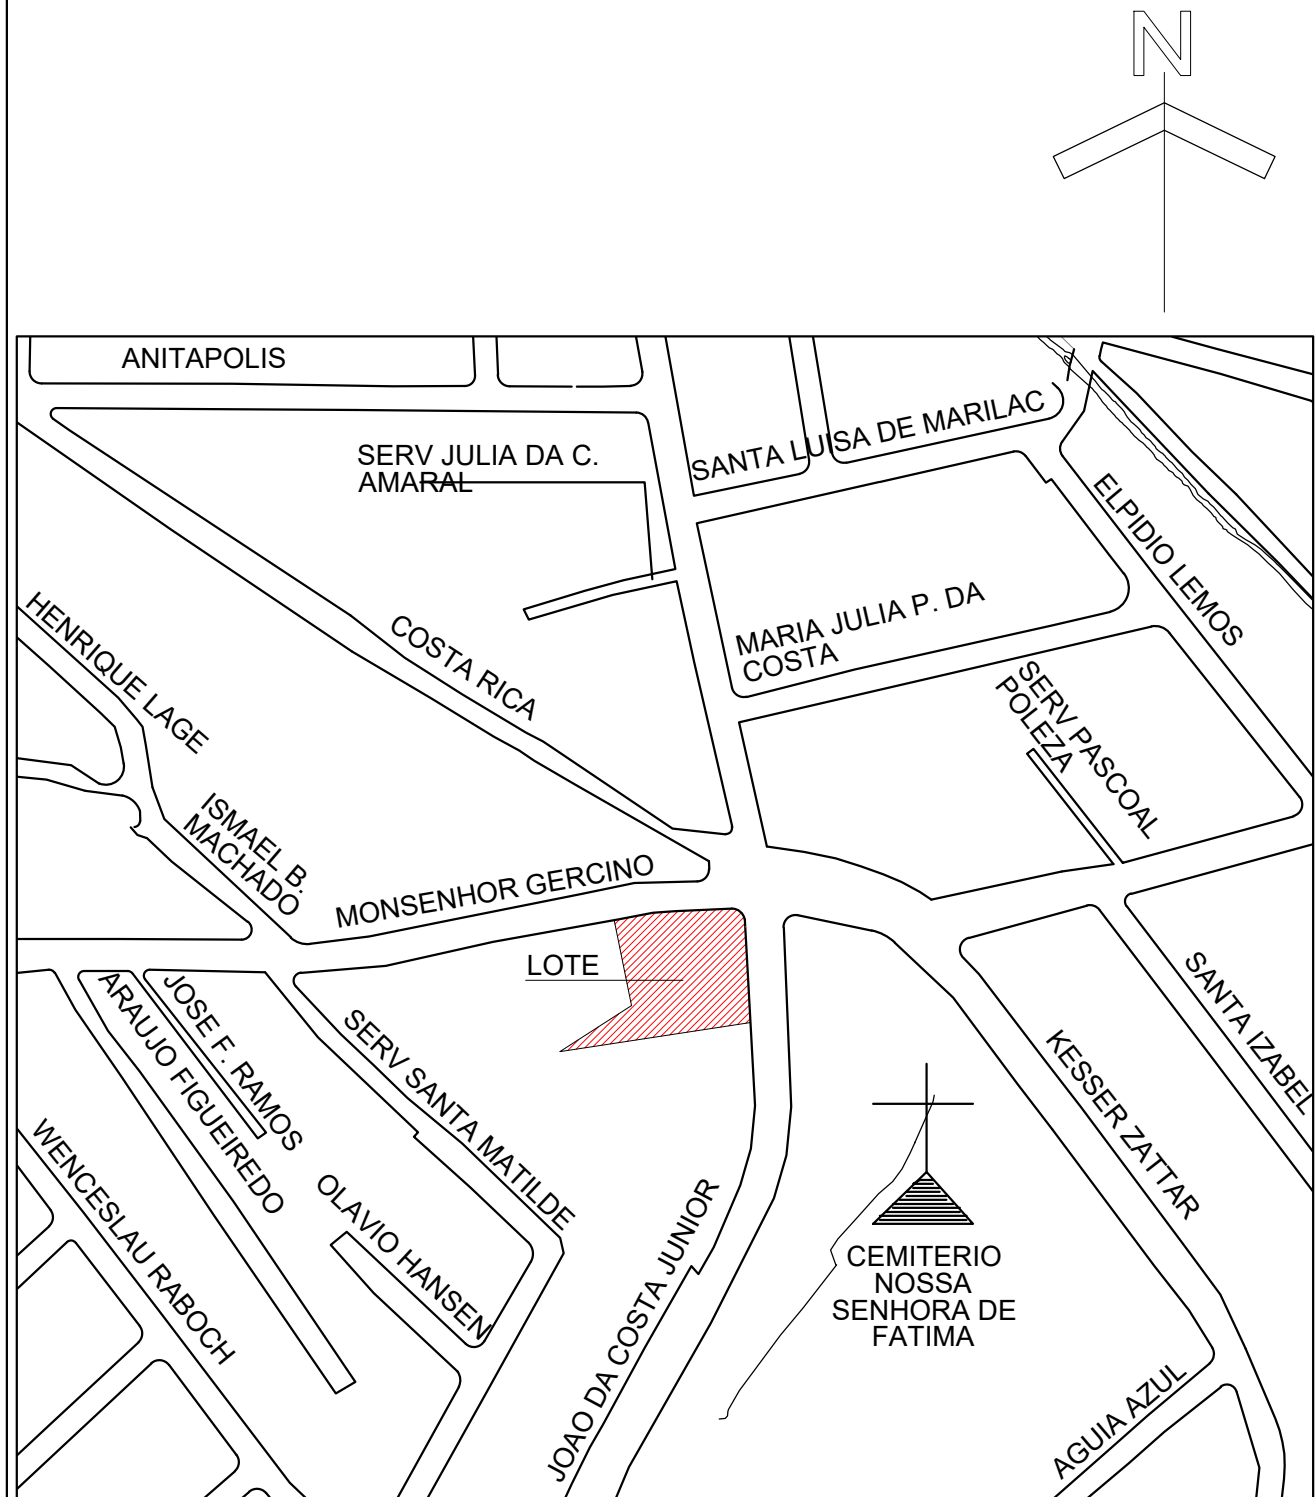 N
ANITAPOLIS
SANTA LUISA DE MARILAC
SERV JULIA DA C.
AMARAL
ELPIDIO LEMOS
HENRIQUE LAGE
COSTA RICA
MARIA JULIA P. DA
COSTA
SERV PASCOAL
POLEZA
ISMAEL B.
MACHADO
MONSENHOR GERCINO
LOTE
JOSE F. RAMOS
ARAUJO FIGUEIREDO
SERV SANTA MATILDE
SANTA IZABEL
KESSER ZATTAR
WENCESLAU RABOCH
OLAVIO HANSEN
JOAO DA COSTA JUNIOR
CEMITERIO
NOSSA
SENHORA DE
FATIMA
AGUIA AZUL